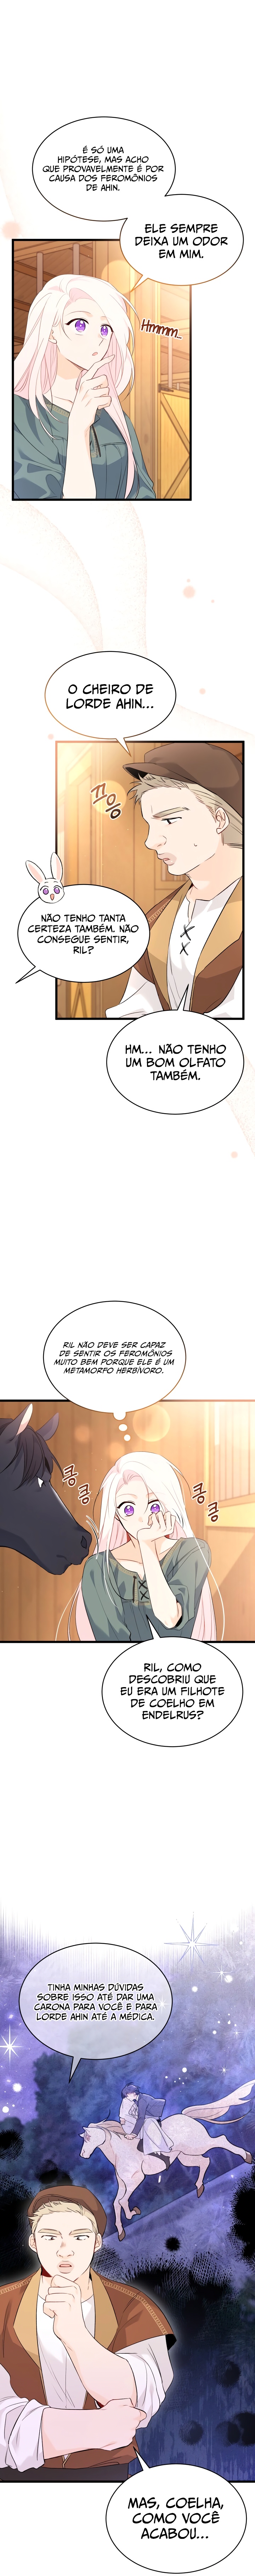 É SÓ UMA
HIPÓTESE, MAS ACHO
QUE PROVAVELMENTE É POR
CAUSA DOS FEROMÔNIOS
DE AHIN.
ELE SEMPRE
DEIXA UM ODOR
EM MIM.
Hmmm...
O CHEIRO DE
LORDE AHIN...
끼잉
NÃO TENHO TANTA
CERTEZA TAMBÉM. NÃO
CONSEGUE SENTIR,
RIL?
HM... NÃO TENHO
UM BOM OLFATO
TAMBÉM.
RIL NÃO DEVE SER CAPAZ
DE SENTIR OS FEROMÔNIOS
MUITO BEM PORQUE ELE É UM
METAMORFO HERBÍVORO.
킁
킁
킁
킁
RIL, COMO
DESCOBRIU QUE
EU ERA UM FILHOTE
DE COELHO EM
ENDELRUS?
TINHA MINHAS DÚVIDAS
SOBRE ISSO ATÉ DAR UMA
CARONA PARA VOCÊ E PARA
LORDE AHIN ATÉ A MÉDICA.
MAS, COELHA,
COMO VOCÊ
ACABOU...